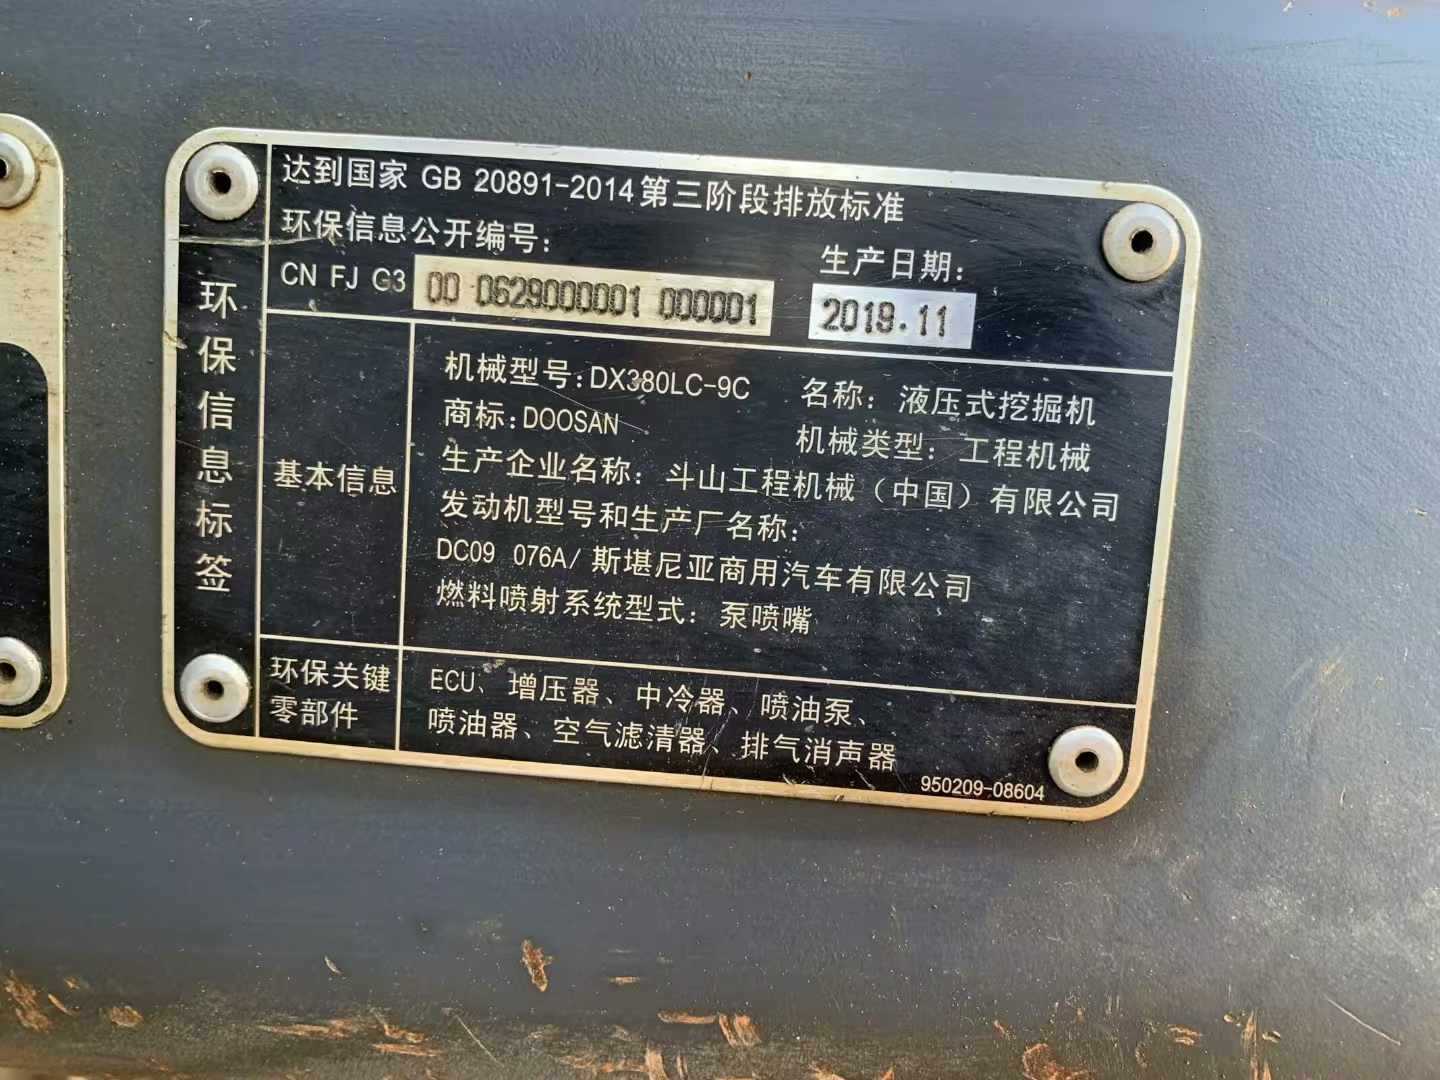 达到国家 GB 20891-2014 第三阶段排放标准
环保信息公开编号:
生产日期:
CN FJ G3 00 0629000001 000001
2019.11
环保信息标签
基本信息
机械型号:DX380LC-9C 名称: 液压式挖掘机
商标:DOOSAN 机械类型: 工程机械
生产企业名称: 斗山工程机械(中国)有限公司
发动机型号和生产厂名称:
DC09 076A/斯堪尼亚商用汽车有限公司
燃料喷射系统型式: 泵喷嘴
环保关键
零部件
ECU、增压器、中冷器、喷油泵、
喷油器、空气滤清器、排气消声器
950209-08604